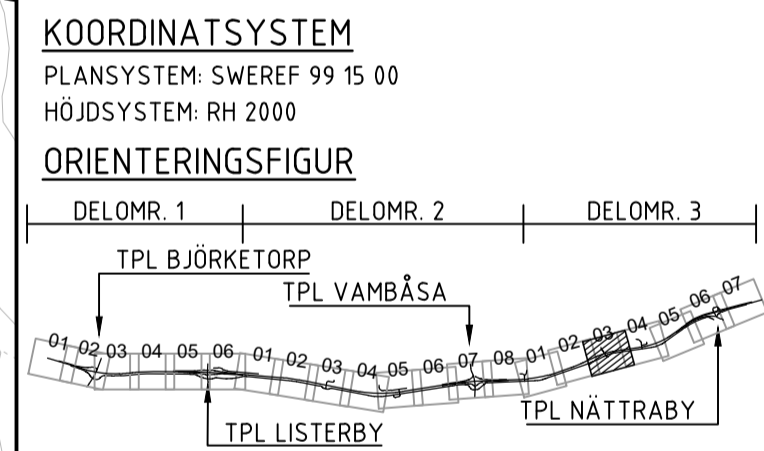 KOORDINATSYSTEM
PLANSYSTEM: SWEREF 99 15 00
HÖJDSYSTEM: RH 2000
ORIENTERINGSFIGUR
DELOMR. 1 DELOMR. 2 DELOMR. 3
TPL BJÖRKETORP
TPL VAMBÅSA
01 02 03 04 05 06 01 02 03 04 05 06 07 08 01 02 03 04 05 06 07
TPL NÄTTRABY
TPL LISTERBY